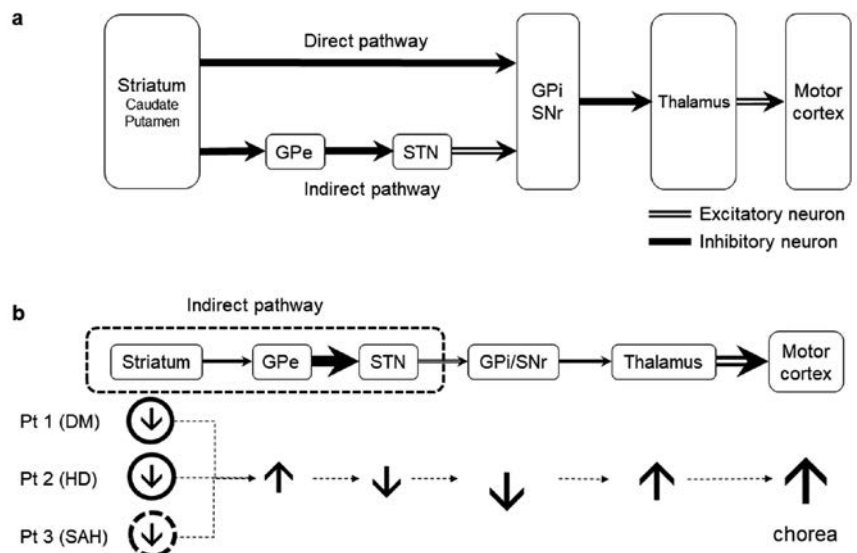 a
Direct pathway
Striatum
Caudate
Putamen
GPi
SNr
Thalamus
Motor
cortex
GPe
STN
Indirect pathway
Excitatory neuron
Inhibitory neuron
b
Indirect pathway
Striatum
GPe
STN
GPi/SNr
Thalamus
Motor
cortex
Pt 1 (DM)
Pt 2 (HD)
Pt 3 (SAH)
chorea